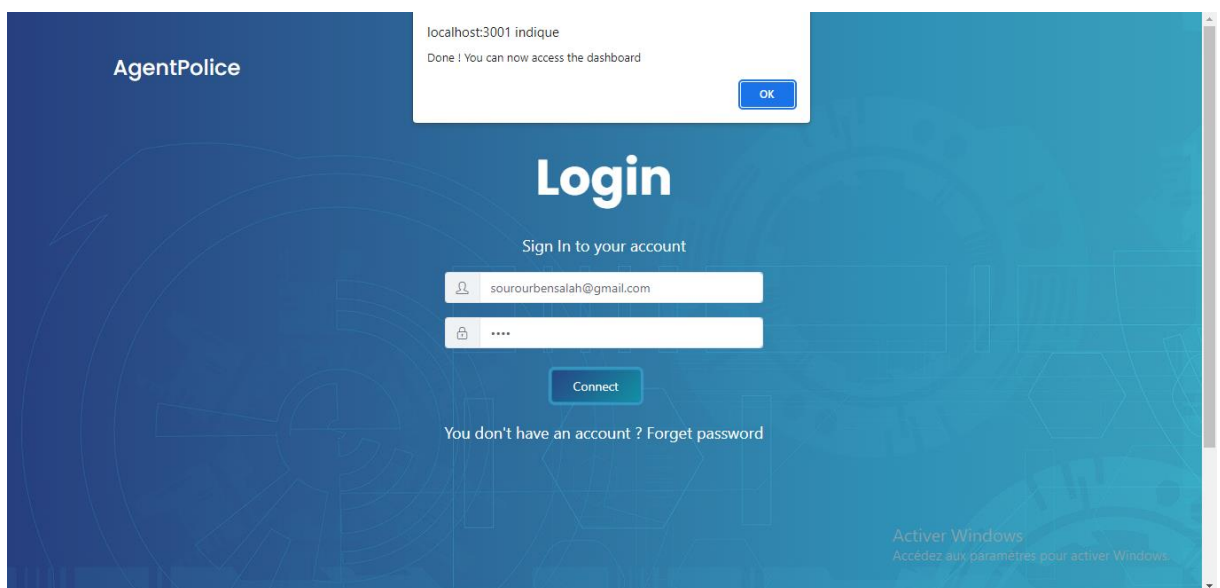 localhost:3001 indique
Done ! You can now access the dashboard
OK
AgentPolice
Login
Sign In to your account
sourourbensalah@gmail.com
••••
Connect
You don't have an account ? Forget password
Activer Windows
Accédez aux paramètres pour activer Windows.